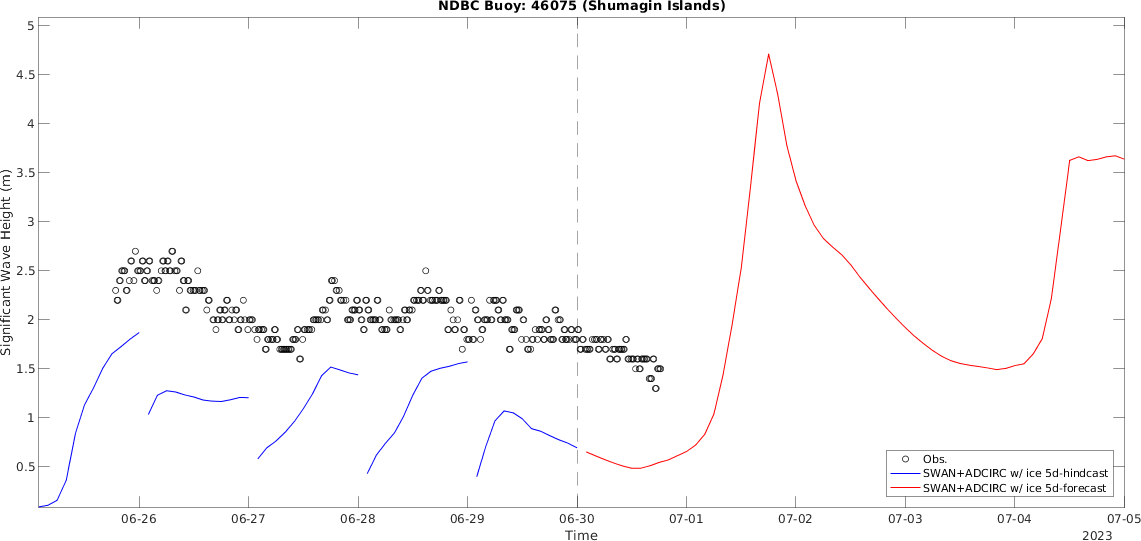 NDBC Buoy: 46075 (Shumagin Islands)
5
4.5
4
3.5
3
2.5
2
1.5
1
0.5
Significant Wave Height (m)
06-26 06-27 06-28 06-29 06-30 07-01 07-02 07-03 07-04 07-05
Time
2023
Obs.
SWAN+ADCIRC w/ ice 5d-hindcast
SWAN+ADCIRC w/ ice 5d-forecast